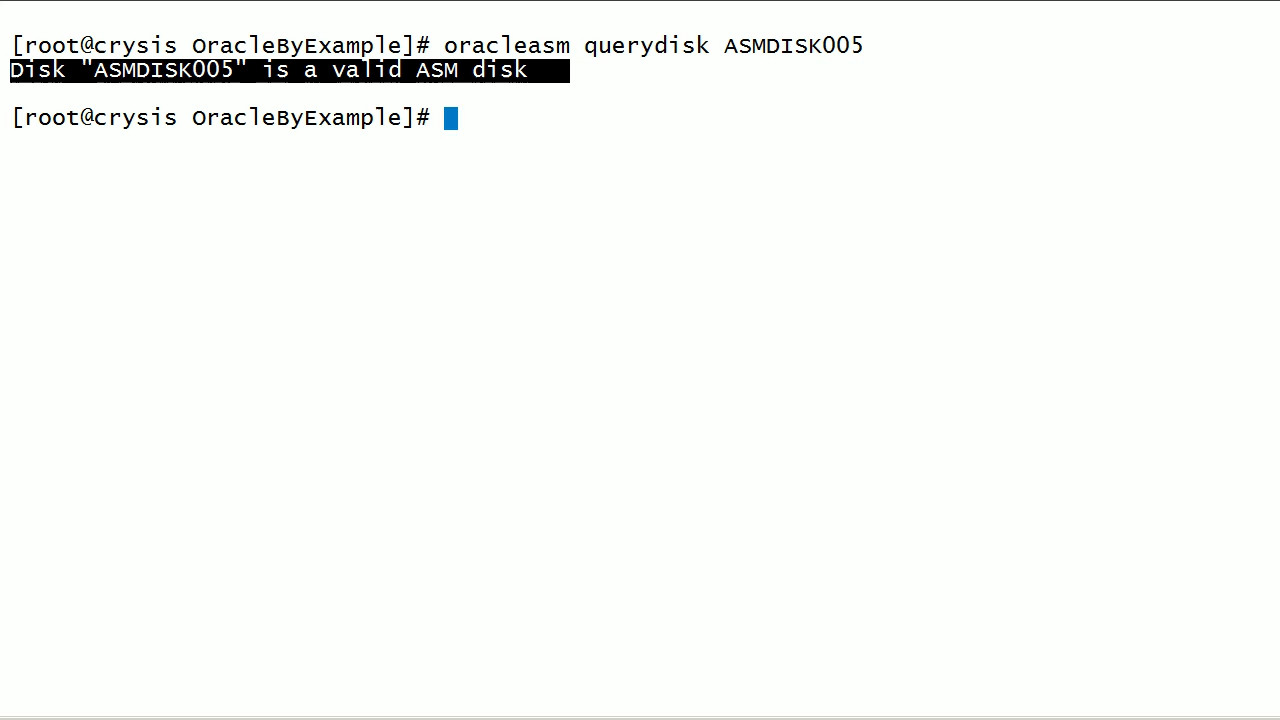 [root@crysis OracleByExample]# oracleasm querydisk ASMDISK005
Disk "ASMDISK005" is a valid ASM disk
[root@crysis OracleByExample]#